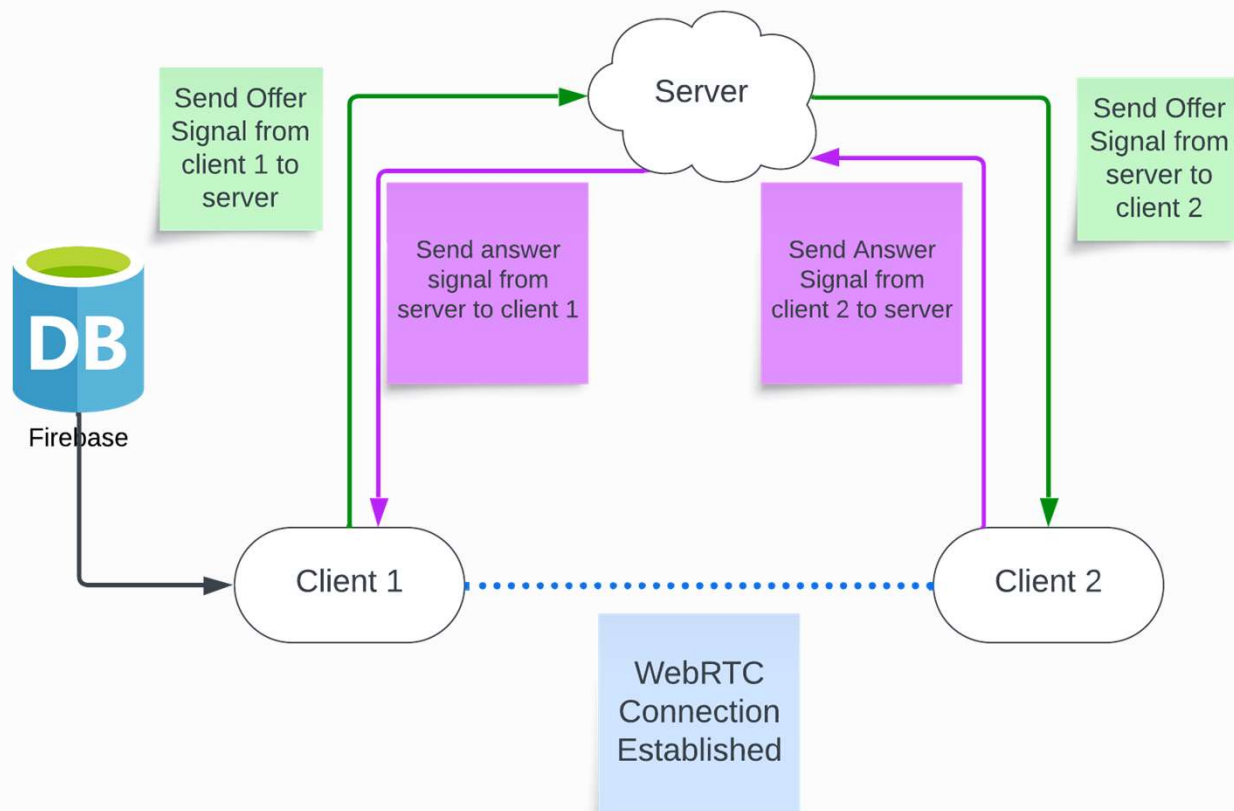 Server
Send Offer
Signal from
client 1 to
server
Send Offer
Signal from
server to
client 2
Send answer
signal from
server to client 1
Send Answer
Signal from
client 2 to server
DB
Firebase
Client 1
Client 2
WebRTC
Connection
Established